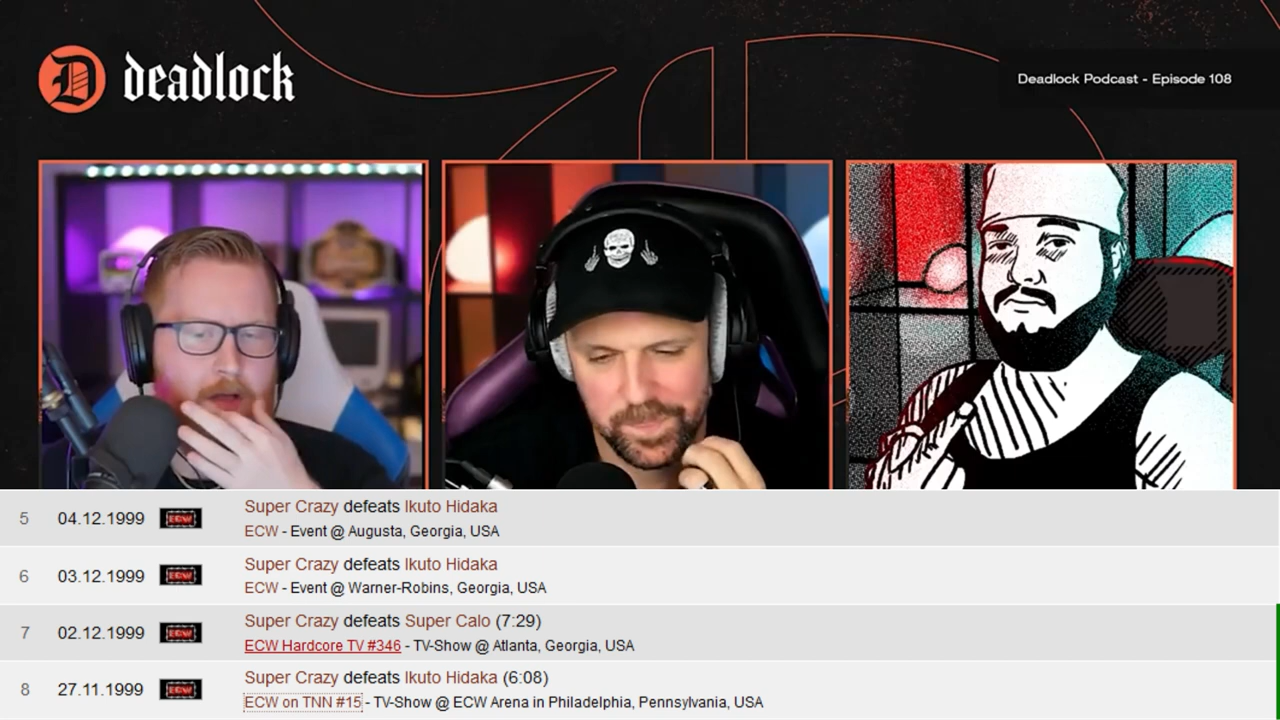 deadlock
Deadlock Podcast - Episode 108
5 04.12.1999 ECW Super Crazy defeats Ikuto Hidaka
ECW - Event @ Augusta, Georgia, USA
6 03.12.1999 ECW Super Crazy defeats Ikuto Hidaka
ECW - Event @ Warner-Robins, Georgia, USA
7 02.12.1999 ECW Super Crazy defeats Super Calo (7:29)
ECW Hardcore TV #346 - TV-Show @ Atlanta, Georgia, USA
8 27.11.1999 ECW Super Crazy defeats Ikuto Hidaka (6:08)
ECW on TNN #15 - TV-Show @ ECW Arena in Philadelphia, Pennsylvania, USA